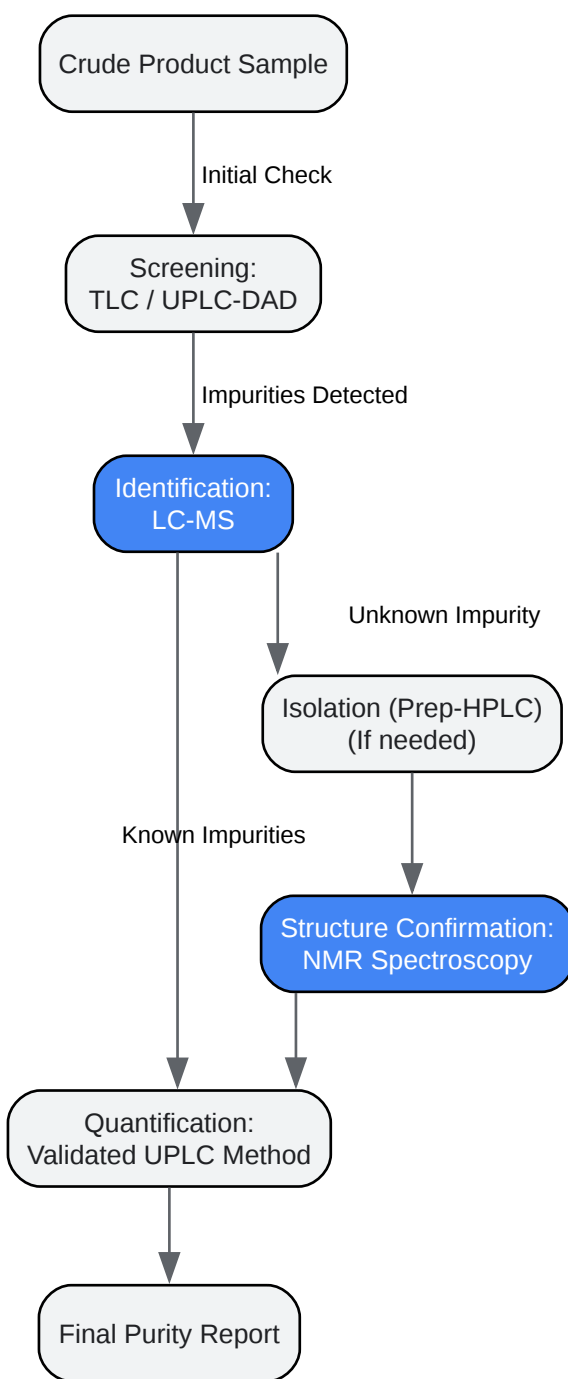 Crude Product Sample
Initial Check
Screening:
TLC / UPLC-DAD
Impurities Detected
Identification:
LC-MS
Unknown Impurity
Isolation (Prep-HPLC)
(If needed)
Known Impurities
Structure Confirmation:
NMR Spectroscopy
Quantification:
Validated UPLC Method
Final Purity Report